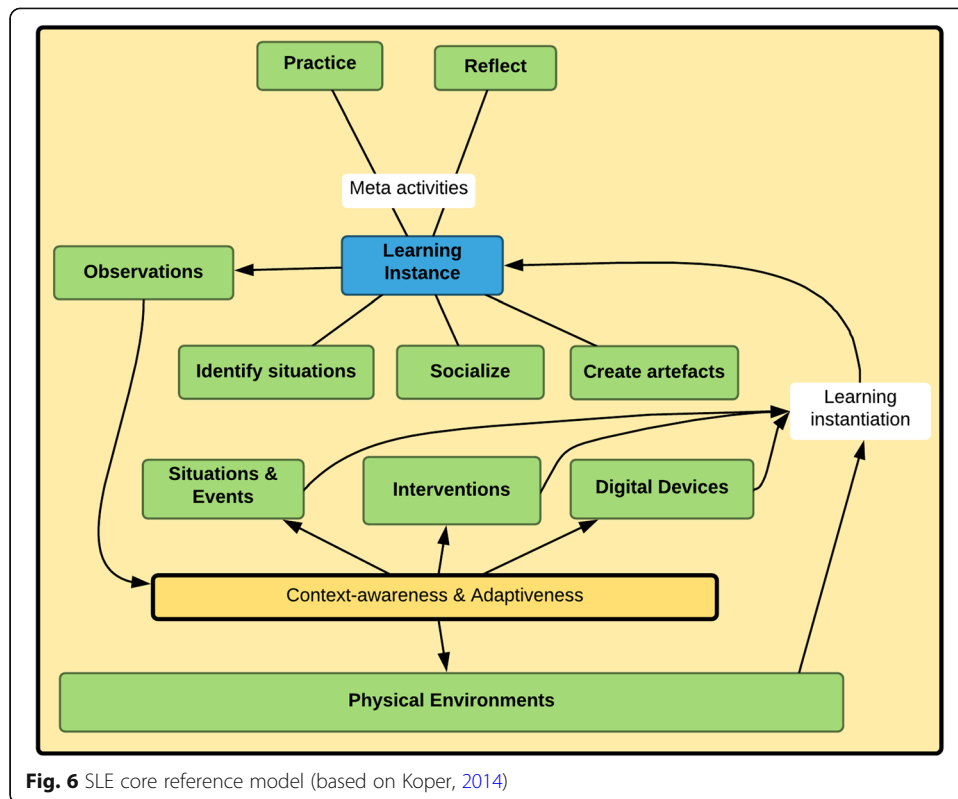 Practice
Reflect
Meta activities
Learning
Instance
Observations
Identify situations
Socialize
Create artefacts
Learning
instantiation
Situations &
Events
Interventions
Digital Devices
Context-awareness & Adaptiveness
Physical Environments
Fig. 6 SLE core reference model (based on Koper, 2014)